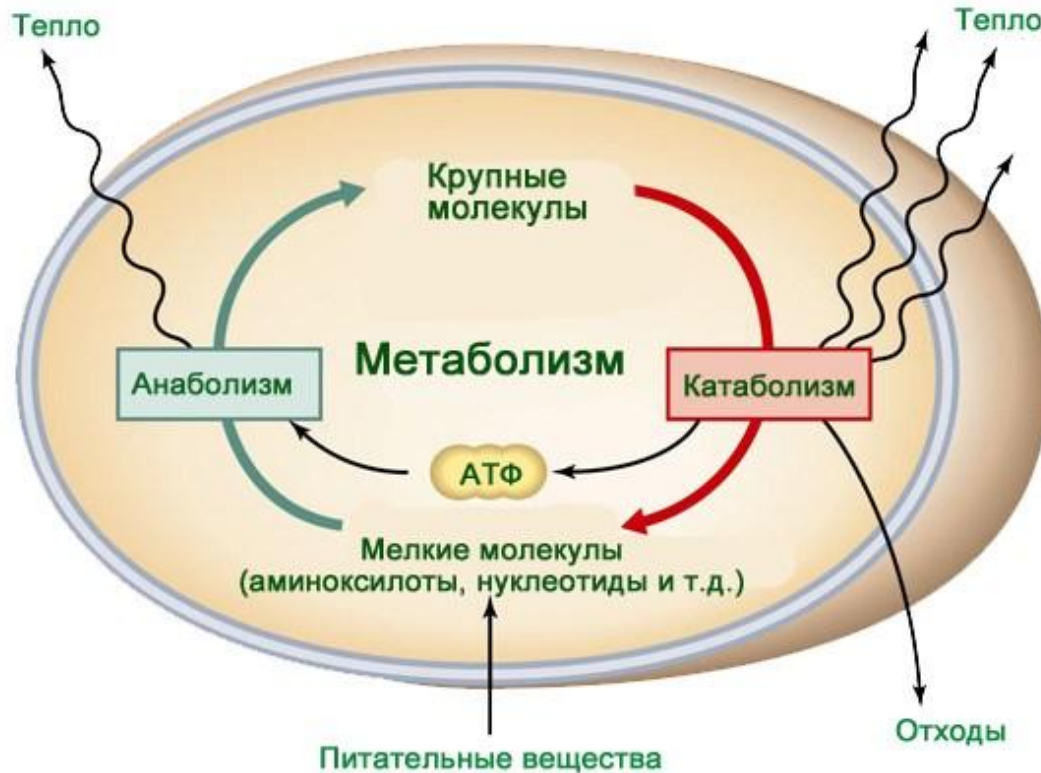 Тепло
Тепло
Крупные
молекулы
Метаболизм
Анаболизм
Катаболизм
АТФ
Мелкие молекулы
(аминоксилоты, нуклеотиды и т.д.)
Отходы
Питательные вещества